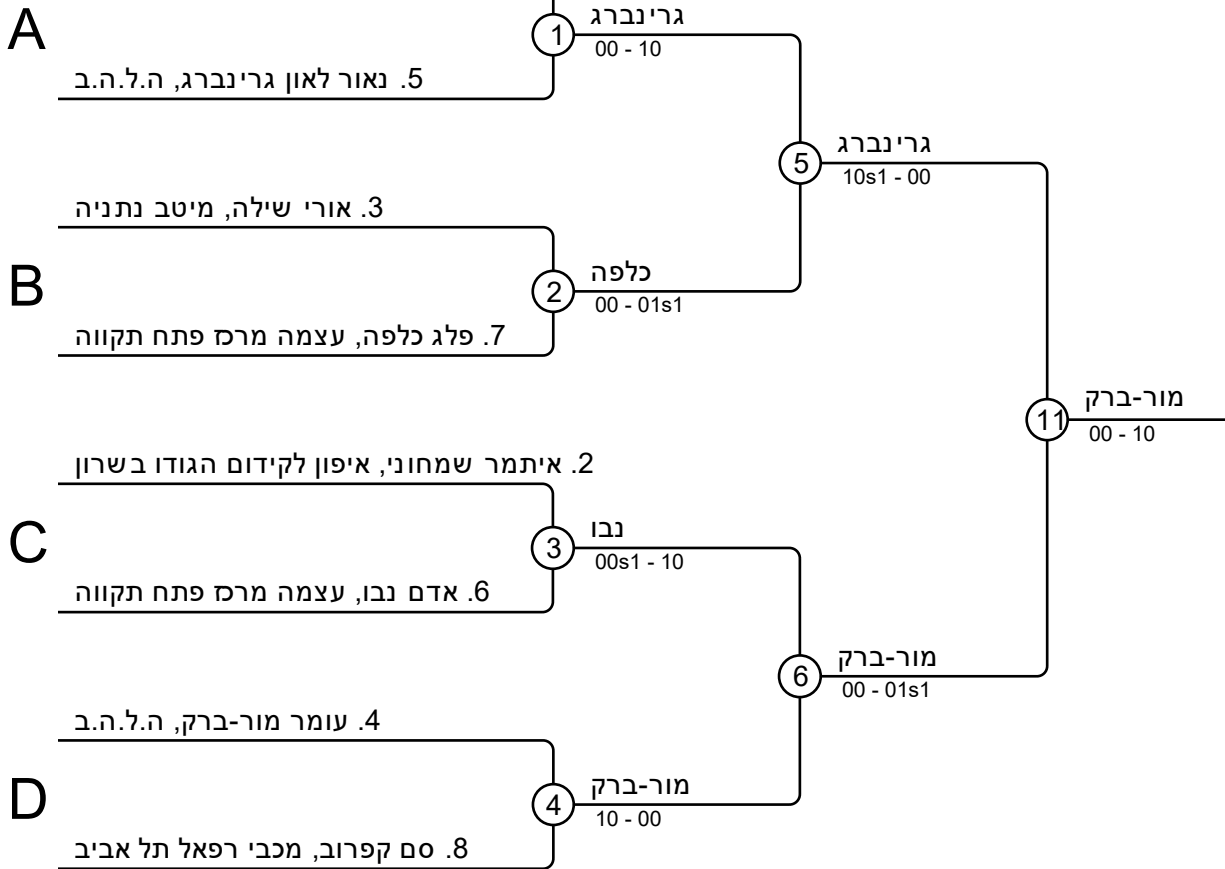 A
1
גרינברג
00 - 10
5. נאור לאון גרינברג, ה.ל.ה.ב
5
גרינברג
10s1 - 00
3. אורי שילה, מיטב נתניה
B
2
כלפה
00 - 01s1
7. פלג כלפה, עצמה מרכז פתח תקווה
11
מור-ברק
00 - 10
2. איתמר שמחוני, איפון לקידום הגודו בשרון
C
3
נבו
00s1 - 10
6. אדם נבו, עצמה מרכז פתח תקווה
6
מור-ברק
00 - 01s1
4. עומר מור-ברק, ה.ל.ה.ב
D
4
מור-ברק
10 - 00
8. סם קפרוב, מכבי רפאל תל אביב